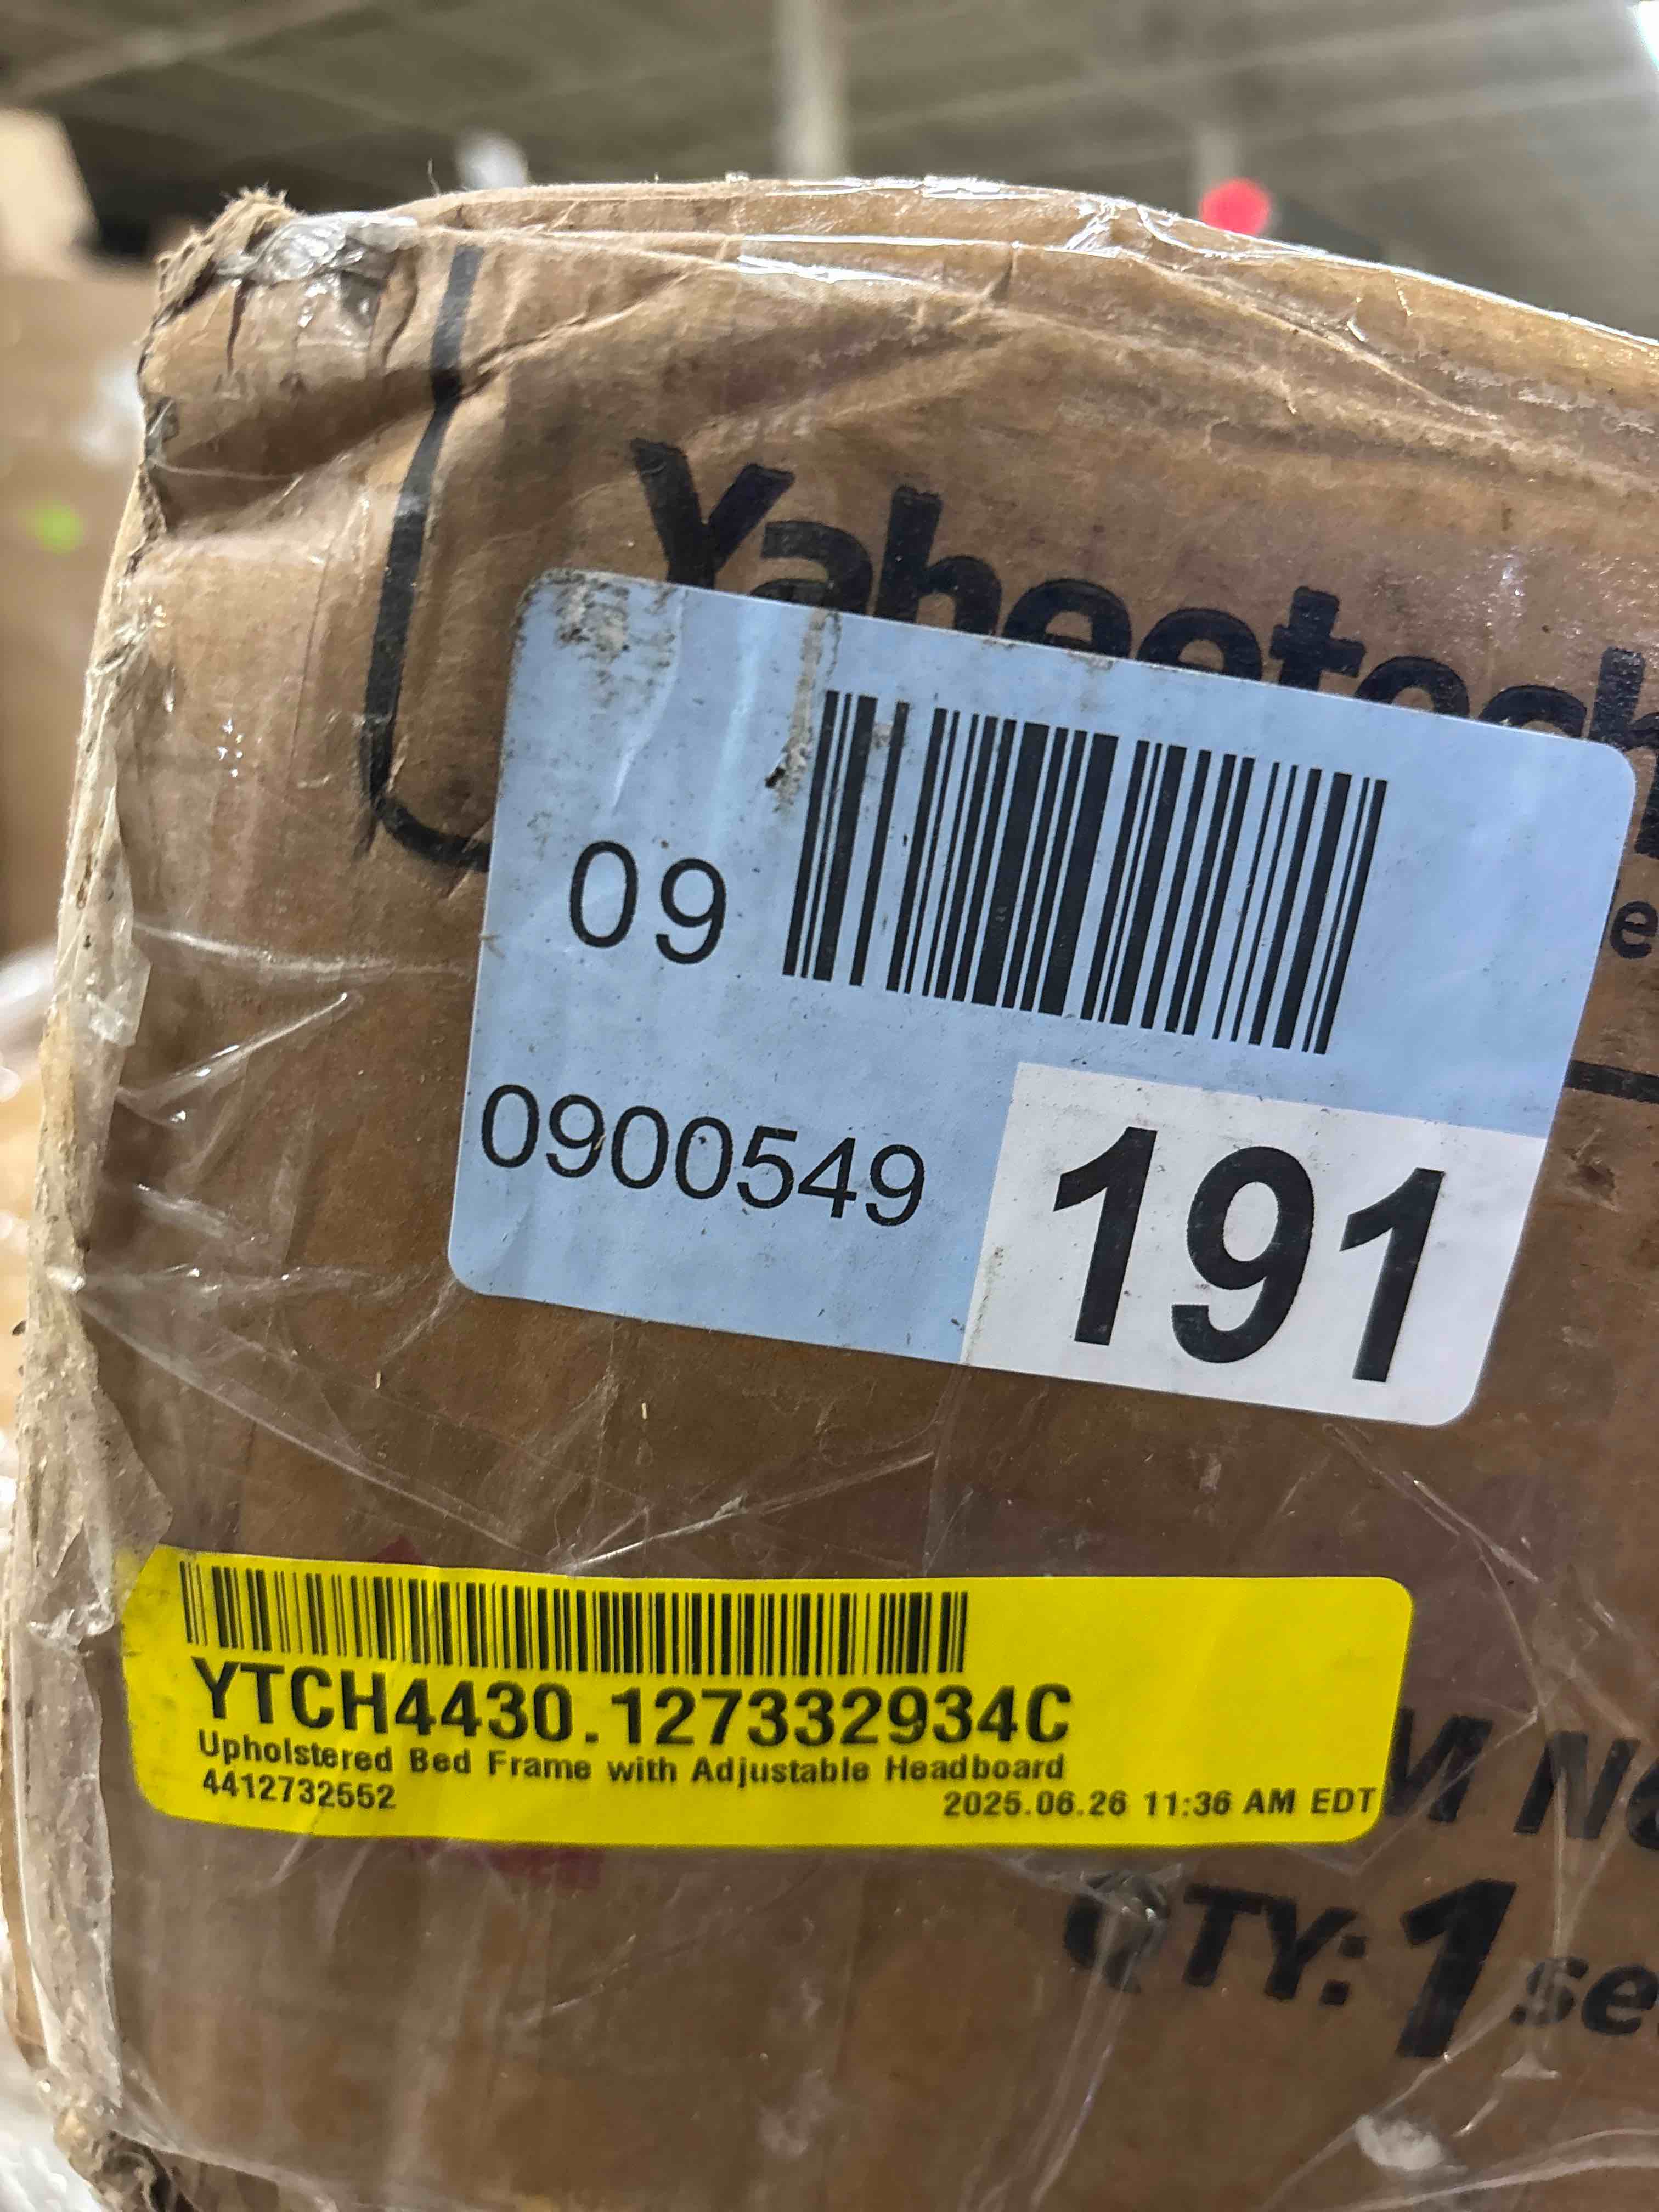 Yaheetech
09
0900549
191
YTCH4430.127332934C
Upholstered Bed Frame with Adjustable Headboard
4412732552
2025.06.26 11:36 AM EDT
QTY: 1